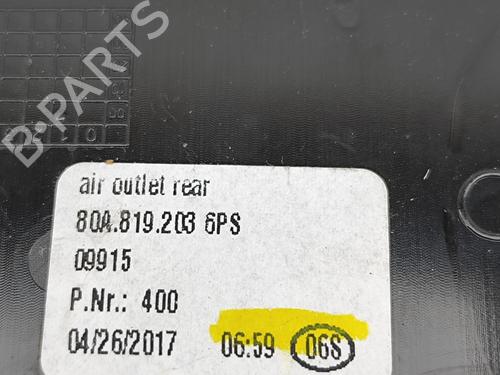 B-PARTS
air outlet rear
80A.819.203 6PS
09915
P.Nr.: 400
04/26/2017 06:59 06S